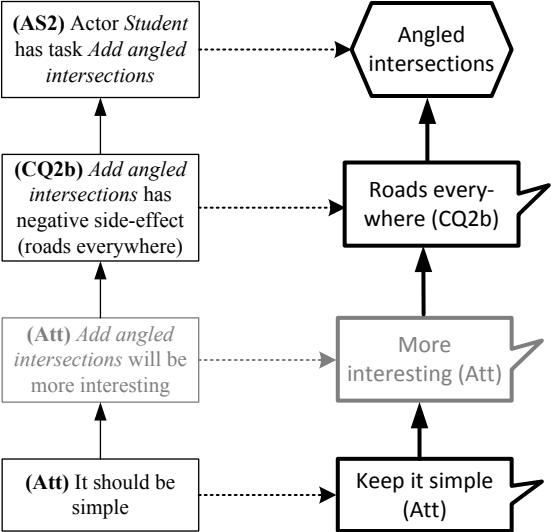 (AS2) Actor Student
has task Add angled
intersections
Angled
intersections
(CQ2b) Add angled
intersections has
negative side-effect
(roads everywhere)
Roads every-
where (CQ2b)
(Att) Add angled
intersections will be
more interesting
More
interesting (Att)
(Att) It should be
simple
Keep it simple
(Att)